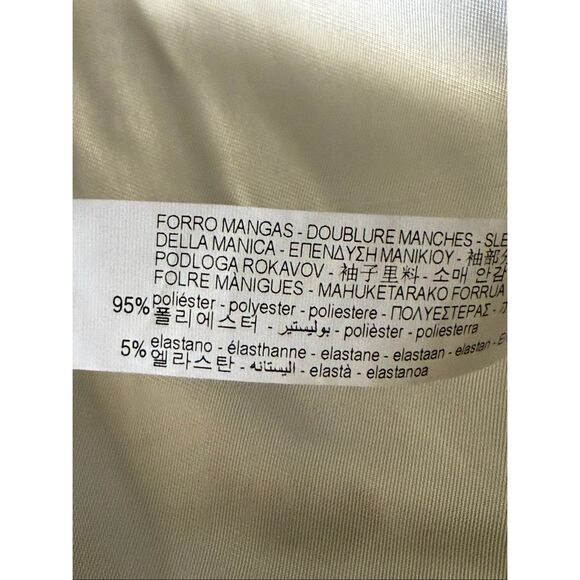 FORRO MANGAS - DOUBLURE MANCHES - SLE
DELLA MANICA - ΕΠΕΝΔΥΣΗ ΜΑΝΙΚΙΟΥ - 袖部分
PODLOGA ROKAVOV - 袖子里料 - 소매 안감
FOLRE MÀNIGUES - MAHUKETARAKO FORRUA
95% poliéster - polyester - poliestere - ΠΟΛΥΕΣΤΕΡΑΣ -
폴리에스터 - بوليستير - polièster - poliesterra
5% elastano - élasthanne - elastane - elastaan - elastan -
엘라스탄 - اليستانه - elastà - elastanoa